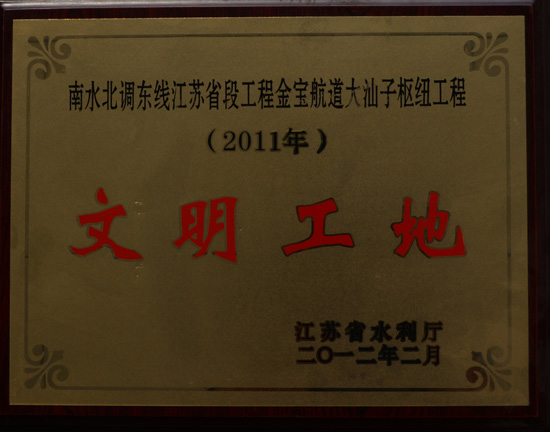 南水北调东线江苏省段工程金宝航道大汕子枢纽工程
（2011年）
文明工地
江苏省水利厅
二〇一二年二月